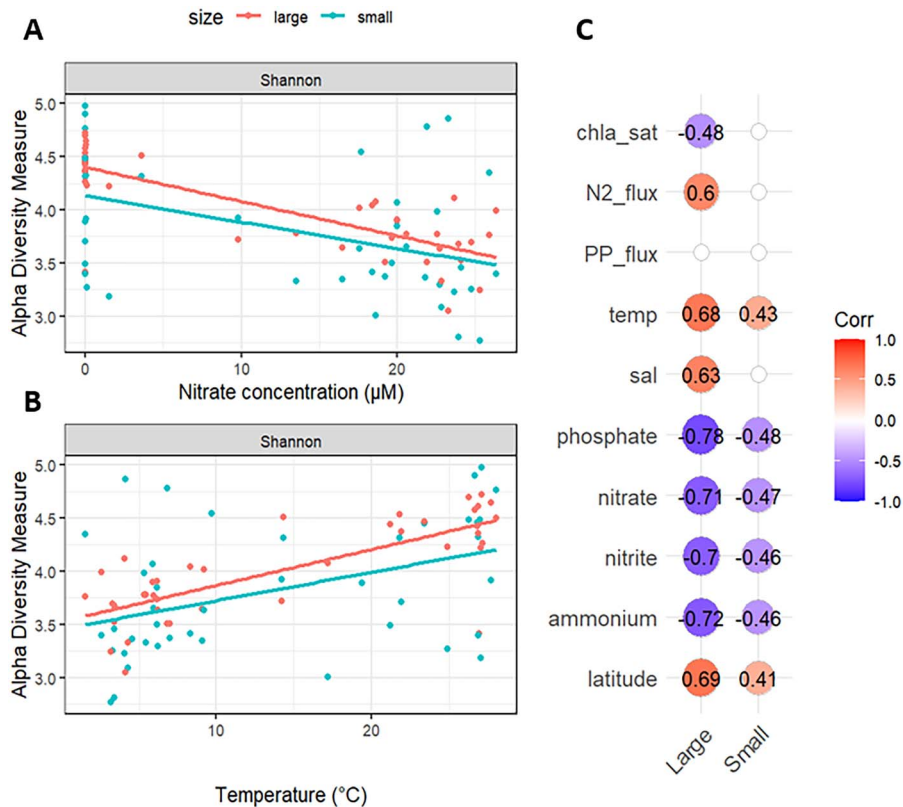 size large small
A
Shannon
Alpha Diversity Measure
5.0
4.5
4.0
3.5
3.0
0 10 20
Nitrate concentration (µM)
B
Shannon
Alpha Diversity Measure
5.0
4.5
4.0
3.5
3.0
10 20
Temperature (°C)
C
chla_sat -0.48
N2_flux 0.6
PP_flux
temp 0.68 0.43
sal 0.63
phosphate -0.78 -0.48
nitrate -0.71 -0.47
nitrite -0.7 -0.46
ammonium -0.72 -0.46
latitude 0.69 0.41
Large Small
Corr
1.0
0.5
0.0
-0.5
-1.0